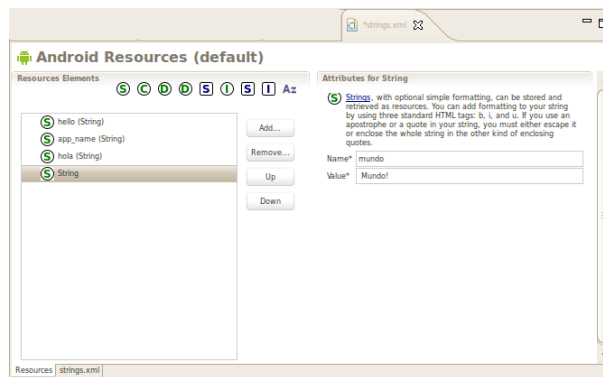 *strings.xml
Android Resources (default)
Resources Elements
S C D D S I S I Az
S hello (String)
S app_name (String)
S hola (String)
S String
Add...
Remove...
Up
Down
Attributes for String
S Strings, with optional simple formatting, can be stored and
retrieved as resources. You can add formatting to your string
by using three standard HTML tags: b, i, and u. If you use an
apostrophe or a quote in your string, you must either escape it
or enclose the whole string in the other kind of enclosing
quotes.
Name* mundo
Value* Mundo!
Resources strings.xml